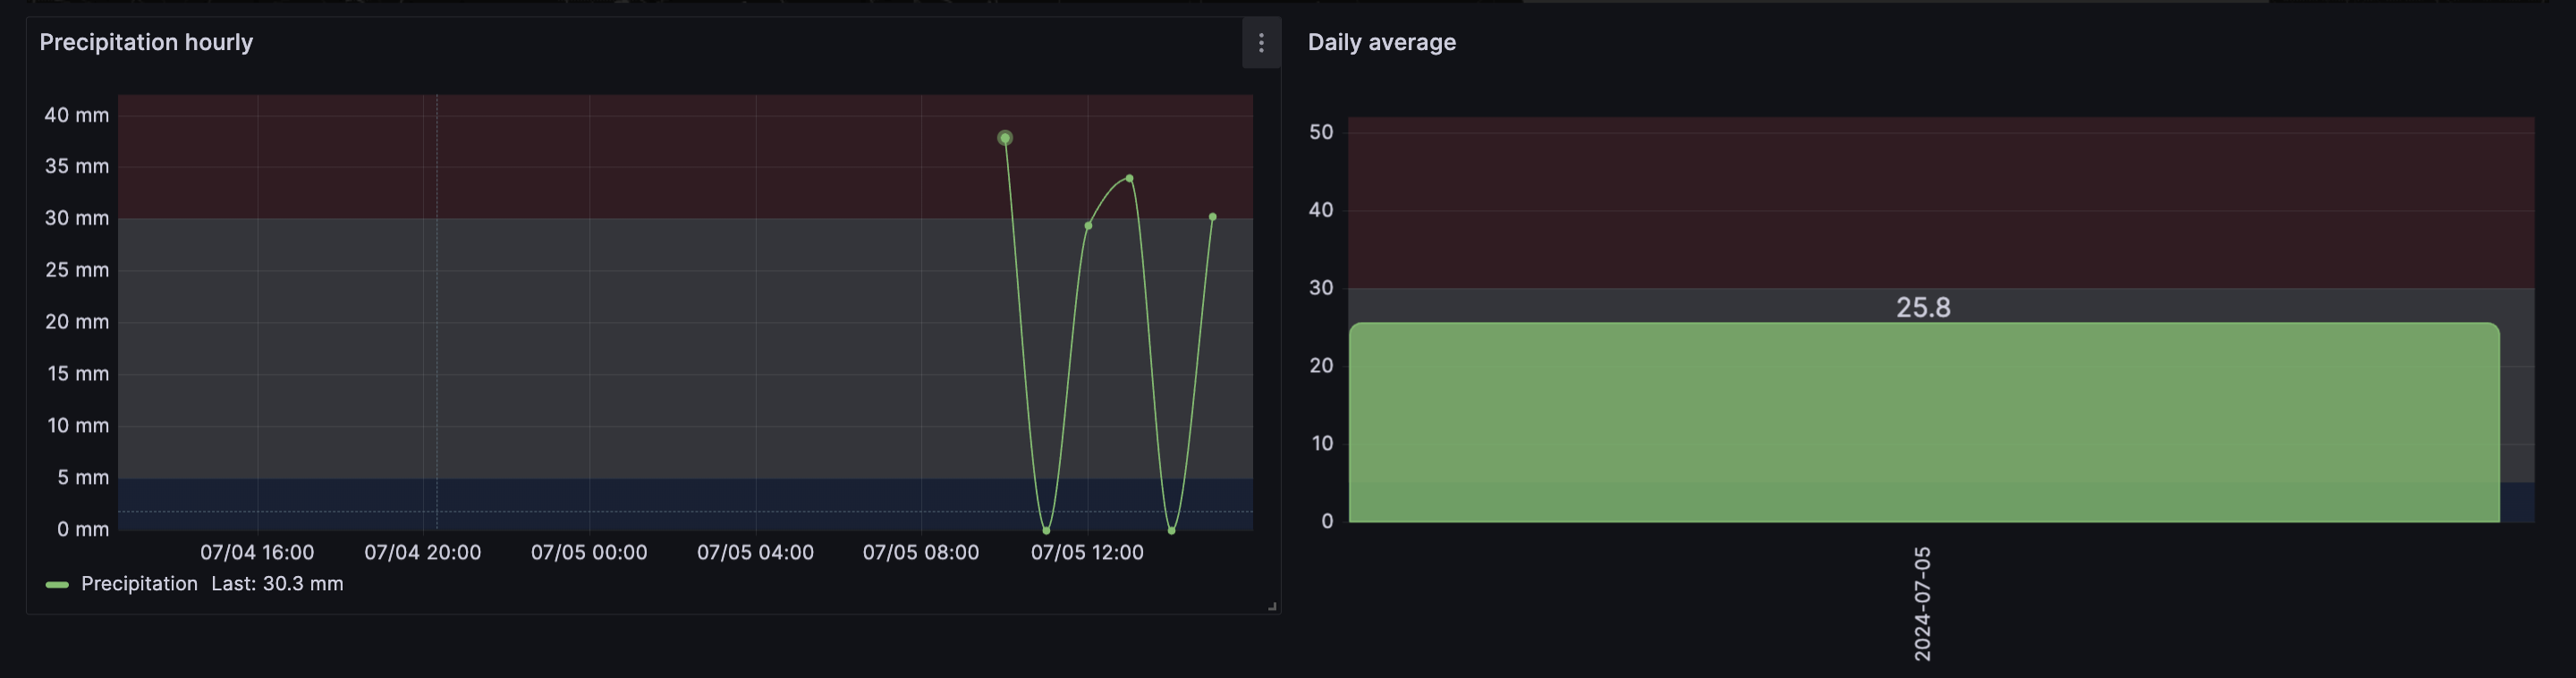 Precipitation hourly
40 mm
35 mm
30 mm
25 mm
20 mm
15 mm
10 mm
5 mm
0 mm
07/04 16:00 07/04 20:00 07/05 00:00 07/05 04:00 07/05 08:00 07/05 12:00
Precipitation Last: 30.3 mm
Daily average
50
40
30
20
10
0
25.8
2024-07-05